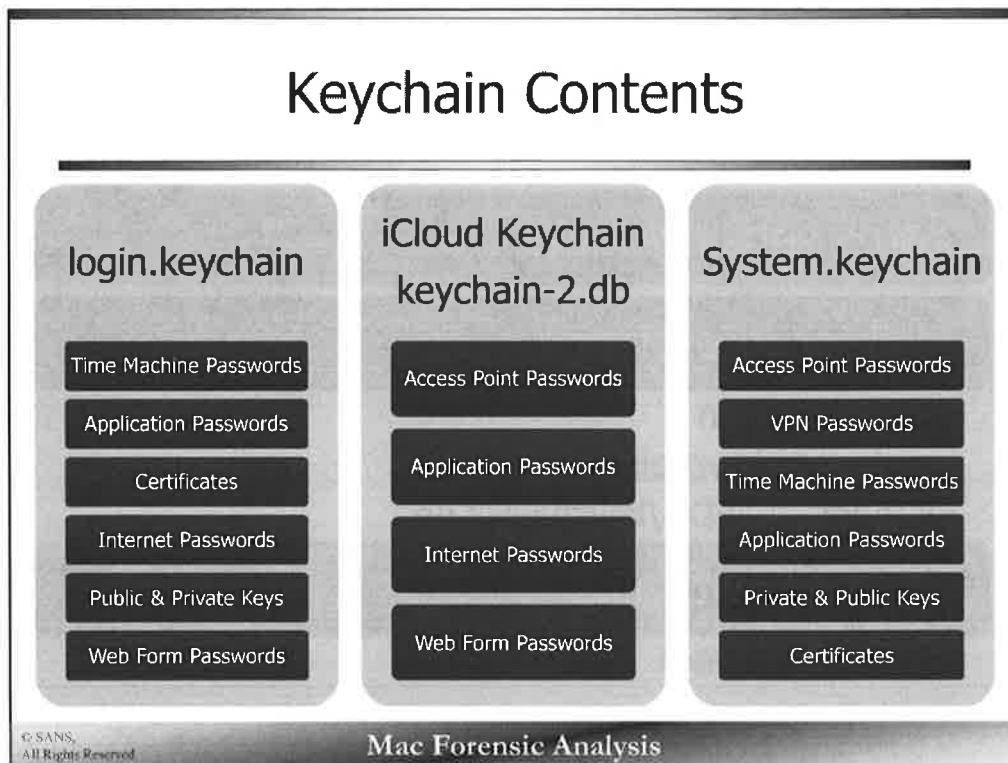 Keychain Contents
login.keychain
Time Machine Passwords
Application Passwords
Certificates
Internet Passwords
Public & Private Keys
Web Form Passwords
iCloud Keychain
keychain-2.db
Access Point Passwords
Application Passwords
Internet Passwords
Web Form Passwords
System.keychain
Access Point Passwords
VPN Passwords
Time Machine Passwords
Application Passwords
Private & Public Keys
Certificates
© SANS,
All Rights Reserved
Mac Forensic Analysis